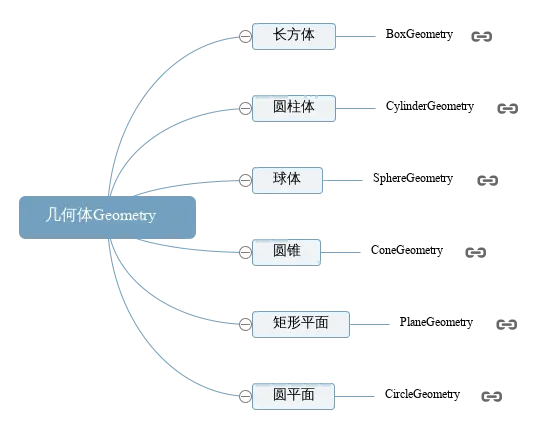 长方体 BoxGeometry
圆柱体 CylinderGeometry
球体 SphereGeometry
几何体Geometry
圆锥 ConeGeometry
矩形平面 PlaneGeometry
圆平面 CircleGeometry